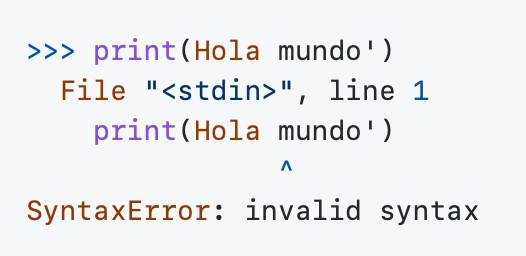 >>> print(Hola mundo')
  File "<stdin>", line 1
    print(Hola mundo')
               ^
SyntaxError: invalid syntax